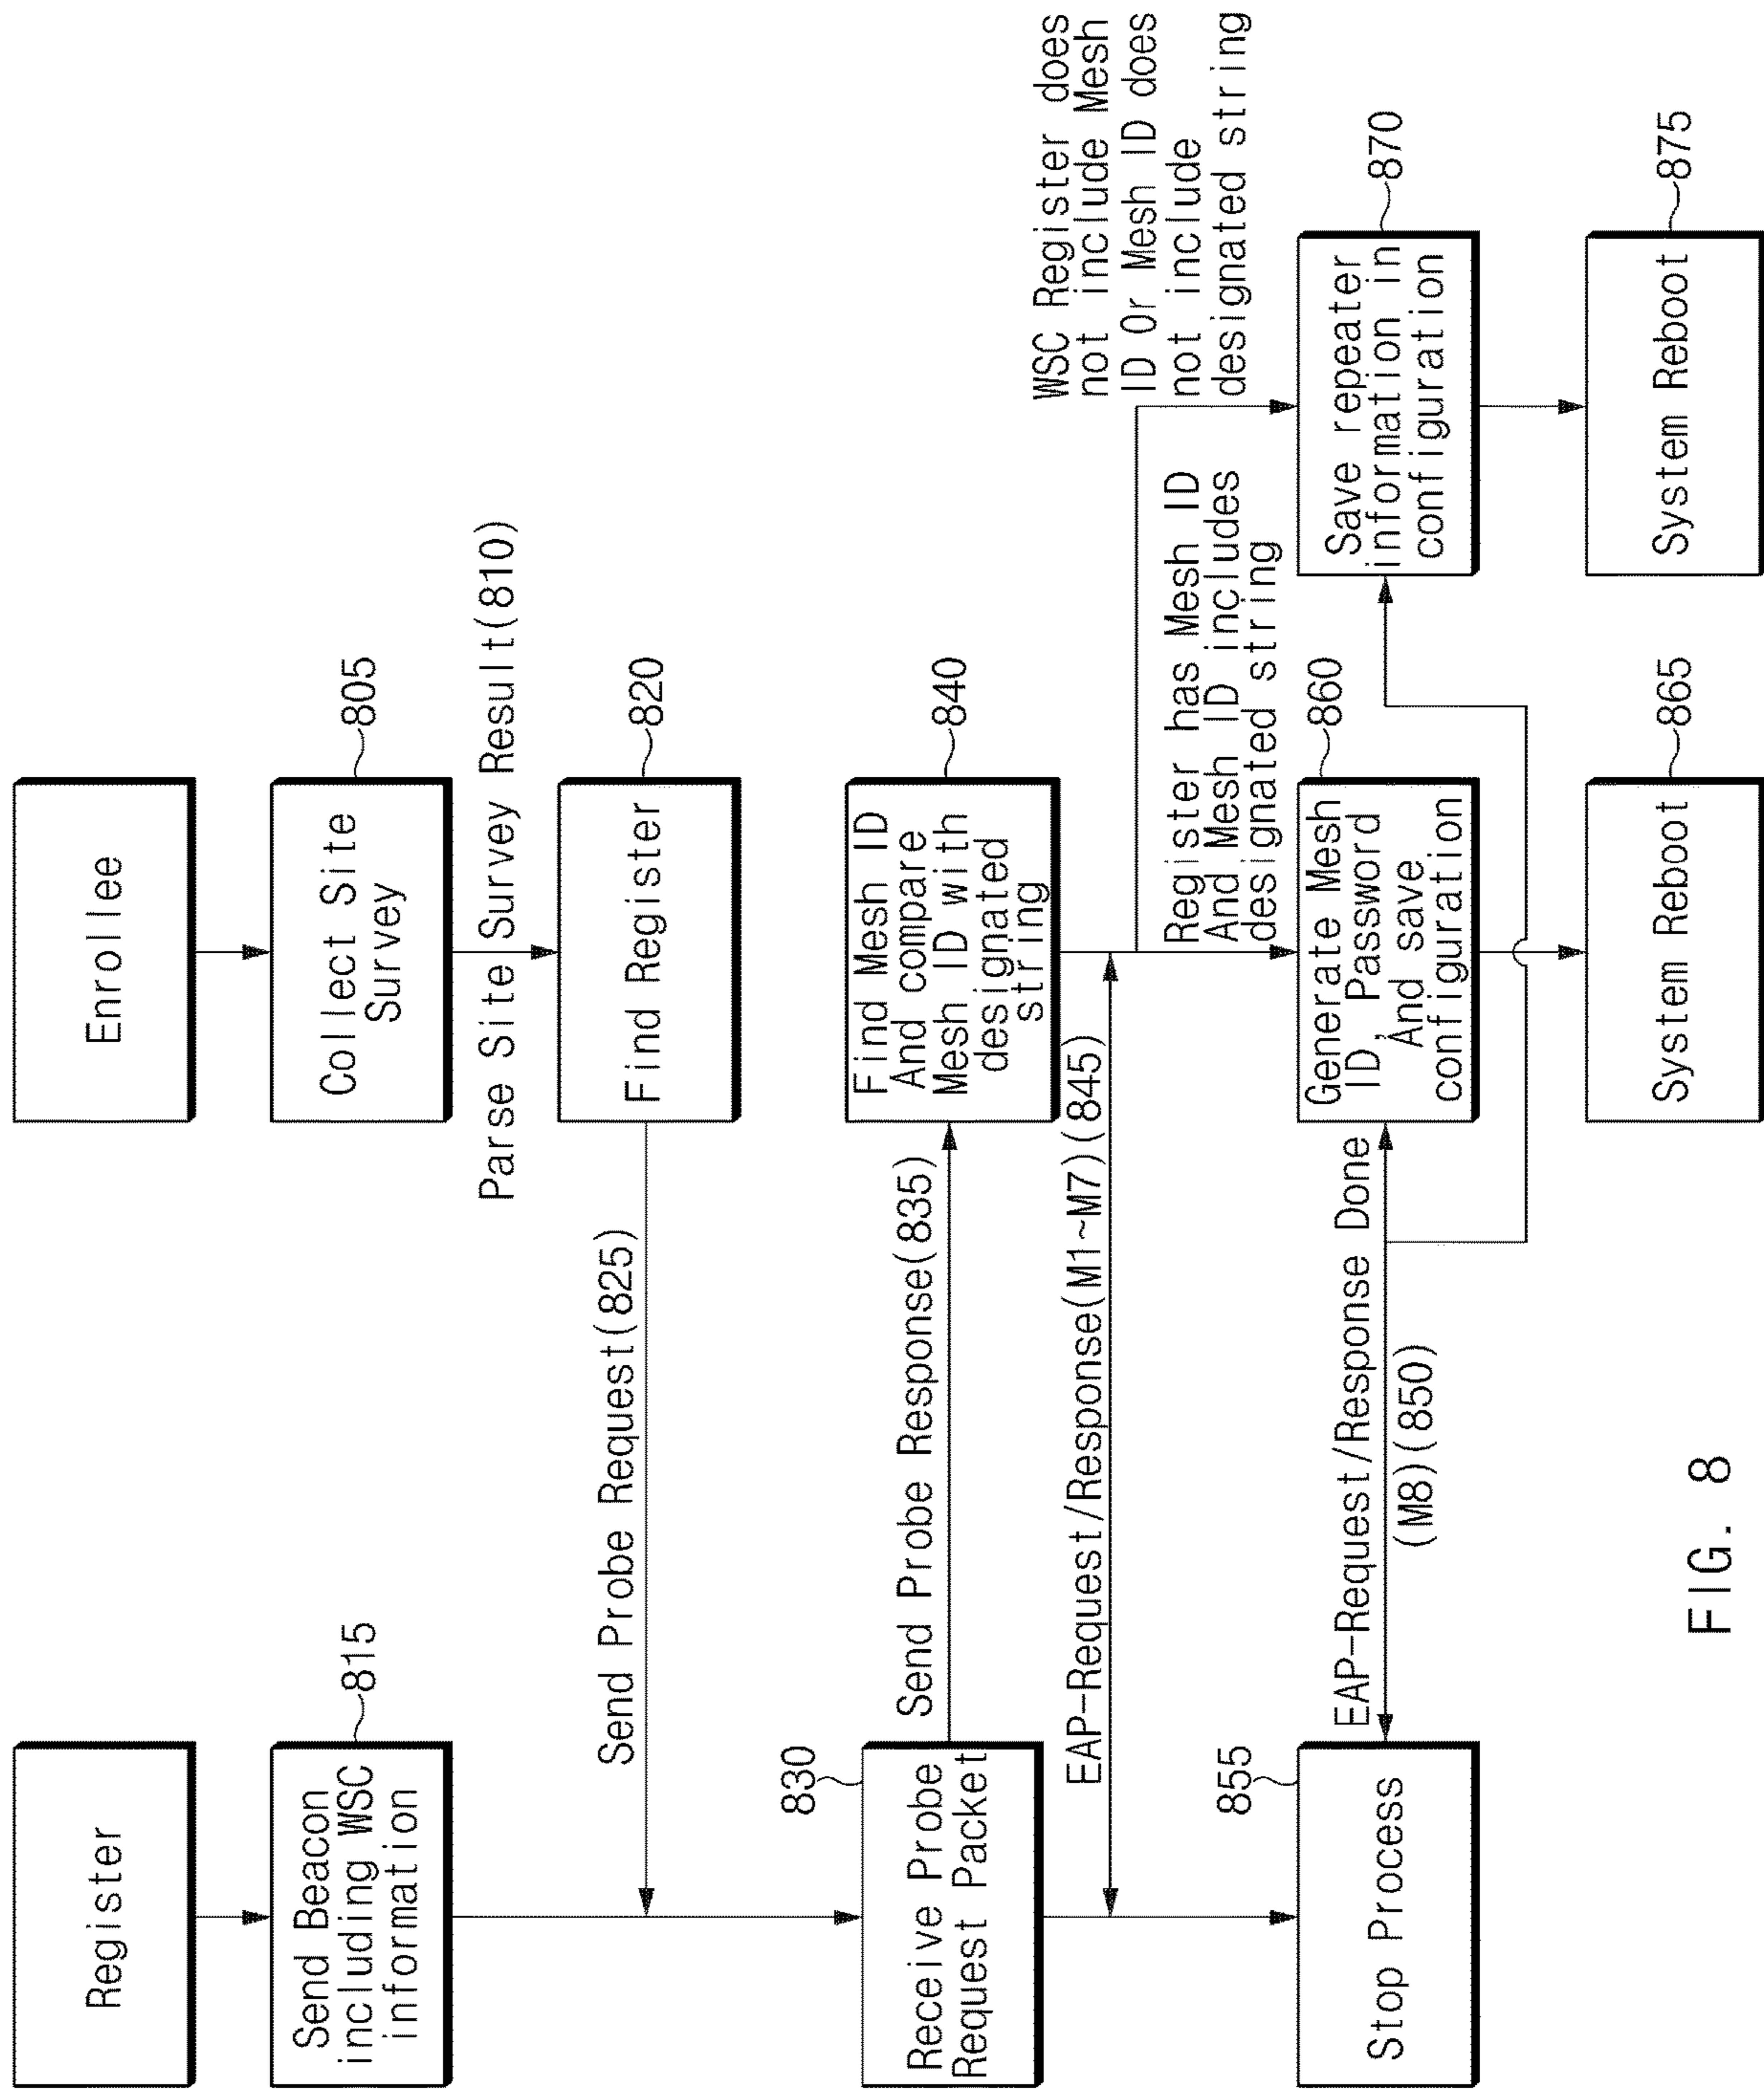 Register
Enrollee
Send Beacon
including WSC
information
815
Collect Site
Survey
805
Parse Site Survey Result(810)
Find Register
820
Send Probe Request(825)
830
Receive Probe
Request Packet
Send Probe Response(835)
Find Mesh ID
And compare
Mesh ID with
designated
string
840
EAP-Request/Response(M1~M7)(845)
WSC Register does
not include Mesh
ID Or Mesh ID does
not include
designated string
Register has Mesh ID
And Mesh ID includes
designated string
855
Stop Process
EAP-Request/Response Done
(M8)(850)
Generate Mesh
ID, Password
And save
configuration
860
Save repeater
information in
configuration
870
System Reboot
865
System Reboot
875
FIG. 8